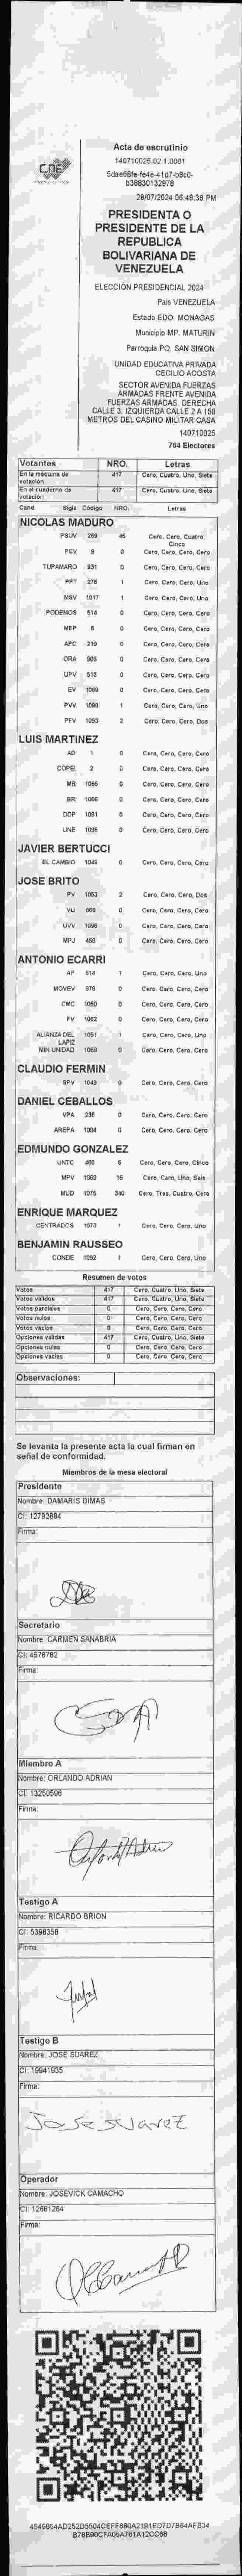 Acta de escrutinio
140710025.02.1.0001
5daef6fe-fe4e-41d7-b8c0-
b38830132978
28/07/2024 06:48:38 PM
CNE
PRESIDENTA O
PRESIDENTE DE LA
REPUBLICA
BOLIVARIANA DE
VENEZUELA
ELECCIÓN PRESIDENCIAL 2024
País VENEZUELA
Estado EDO. MONAGAS
Municipio MP. MATURIN
Parroquia PQ. SAN SIMON
UNIDAD EDUCATIVA PRIVADA
CECILIO ACOSTA
SECTOR AVENIDA FUERZAS
ARMADAS FRENTE AVENIDA
FUERZAS ARMADAS. DERECHA
CALLE 3. IZQUIERDA CALLE 2 A 150
METROS DEL CASINO MILITAR CASA
140710025
764 Electores
Votantes NRO. Letras
En la máquina de votación 417 Cero, Cuatro, Uno, Siete
En el cuaderno de votación 417 Cero, Cuatro, Uno, Siete
Cand. Sigla Código NRO. Letras
NICOLAS MADURO
PSUV 269 46 Cero, Cero, Cuatro, Cinco
PCV 9 0 Cero, Cero, Cero, Cero
TUPAMARO 931 0 Cero, Cero, Cero, Cero
PPT 276 1 Cero, Cero, Cero, Uno
MSV 1017 1 Cero, Cero, Cero, Uno
PODEMOS 514 0 Cero, Cero, Cero, Cero
MEP 6 0 Cero, Cero, Cero, Cero
APC 219 0 Cero, Cero, Cero, Cero
ORA 906 0 Cero, Cero, Cero, Cero
UPV 513 0 Cero, Cero, Cero, Cero
EV 1089 0 Cero, Cero, Cero, Cero
PVV 1090 1 Cero, Cero, Cero, Uno
PFV 1093 2 Cero, Cero, Cero, Dos
LUIS MARTINEZ
AD 1 0 Cero, Cero, Cero, Cero
COPEI 2 0 Cero, Cero, Cero, Cero
MR 1065 0 Cero, Cero, Cero, Cero
BR 1066 0 Cero, Cero, Cero, Cero
DDP 1091 0 Cero, Cero, Cero, Cero
UNE 1095 0 Cero, Cero, Cero, Cero
JAVIER BERTUCCI
EL CAMBIO 1048 0 Cero, Cero, Cero, Cero
JOSE BRITO
PV 1053 2 Cero, Cero, Cero, Dos
VU 968 0 Cero, Cero, Cero, Cero
UVV 1096 0 Cero, Cero, Cero, Cero
MPJ 458 0 Cero, Cero, Cero, Cero
ANTONIO ECARRI
AP 914 1 Cero, Cero, Cero, Uno
MOVEV 978 0 Cero, Cero, Cero, Cero
CMC 1050 0 Cero, Cero, Cero, Cero
FV 1062 0 Cero, Cero, Cero, Cero
ALIANZA DEL LAPIZ 1051 1 Cero, Cero, Cero, Uno
MIN UNIDAD 1068 0 Cero, Cero, Cero, Cero
CLAUDIO FERMIN
SPV 1049 0 Cero, Cero, Cero, Cero
DANIEL CEBALLOS
VPA 236 0 Cero, Cero, Cero, Cero
AREPA 1094 0 Cero, Cero, Cero, Cero
EDMUNDO GONZALEZ
UNTC 460 5 Cero, Cero, Cero, Cinco
MPV 1069 16 Cero, Cero, Uno, Seis
MUD 1075 340 Cero, Tres, Cuatro, Cero
ENRIQUE MARQUEZ
CENTRADOS 1073 1 Cero, Cero, Cero, Uno
BENJAMIN RAUSSEO
CONDE 1092 1 Cero, Cero, Cero, Uno
Resumen de votos
Votos 417 Cero, Cuatro, Uno, Siete
Votos válidos 417 Cero, Cuatro, Uno, Siete
Votos parciales 0 Cero, Cero, Cero, Cero
Votos nulos 0 Cero, Cero, Cero, Cero
Votos vacíos 0 Cero, Cero, Cero, Cero
Opciones válidas 417 Cero, Cuatro, Uno, Siete
Opciones nulas 0 Cero, Cero, Cero, Cero
Opciones vacías 0 Cero, Cero, Cero, Cero
Observaciones:
Se levanta la presente acta la cual firman en
señal de conformidad.
Miembros de la mesa electoral
Presidente
Nombre: DAMARIS DIMAS
CI: 12792884
Firma:
Secretario
Nombre: CARMEN SANABRIA
CI: 4576782
Firma:
Miembro A
Nombre: ORLANDO ADRIAN
CI: 13250596
Firma:
Testigo A
Nombre: RICARDO BRION
CI: 5398358
Firma:
Testigo B
Nombre: JOSE SUAREZ
CI: 19941935
Firma:
Jose suarez
Operador
Nombre: JOSEVICK CAMACHO
CI: 12681264
Firma:
4549854AD252D5504CEFF680A2191ED7D7B64AFB34
B78B90CFA05A761A12CC6B